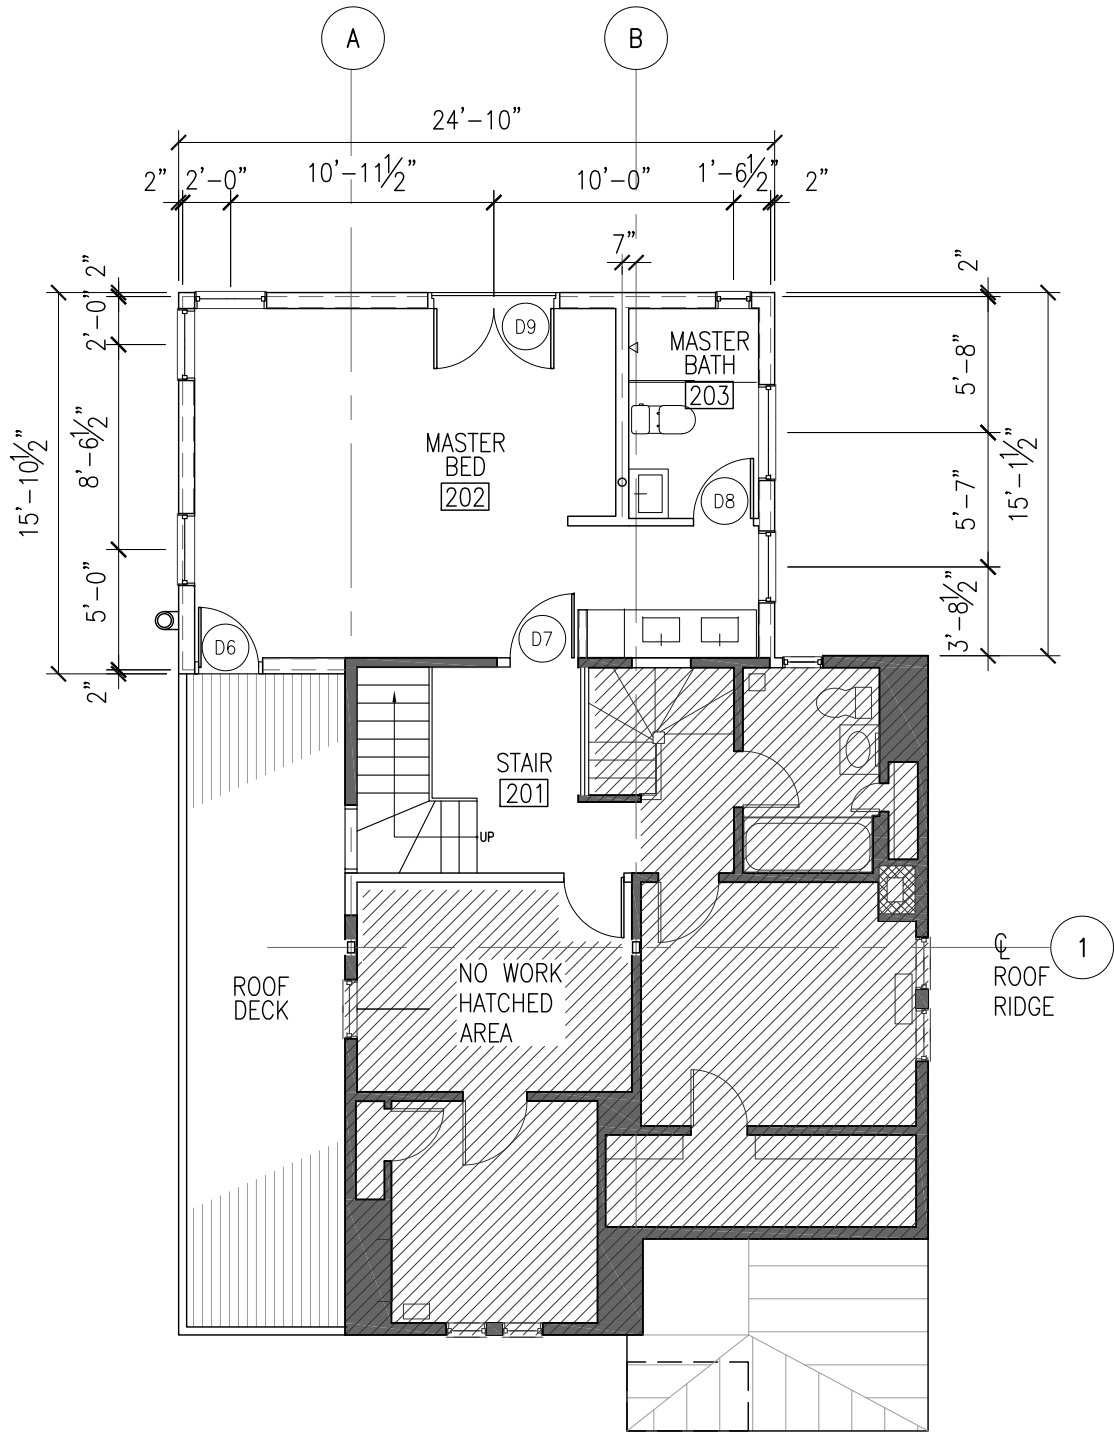 A
B
24'-10"
2"
2'-0"
10'-11½"
10'-0"
1'-6½"
2"
7"
2"
2'-0"
8'-6½"
15'-10½"
5'-0"
2"
2"
5'-8"
5'-7"
15'-1½"
3'-8½"
D9
MASTER
BATH
203
MASTER
BED
202
D8
D6
D7
STAIR
201
UP
ROOF
DECK
NO WORK
HATCHED
AREA
℄
ROOF
RIDGE
1